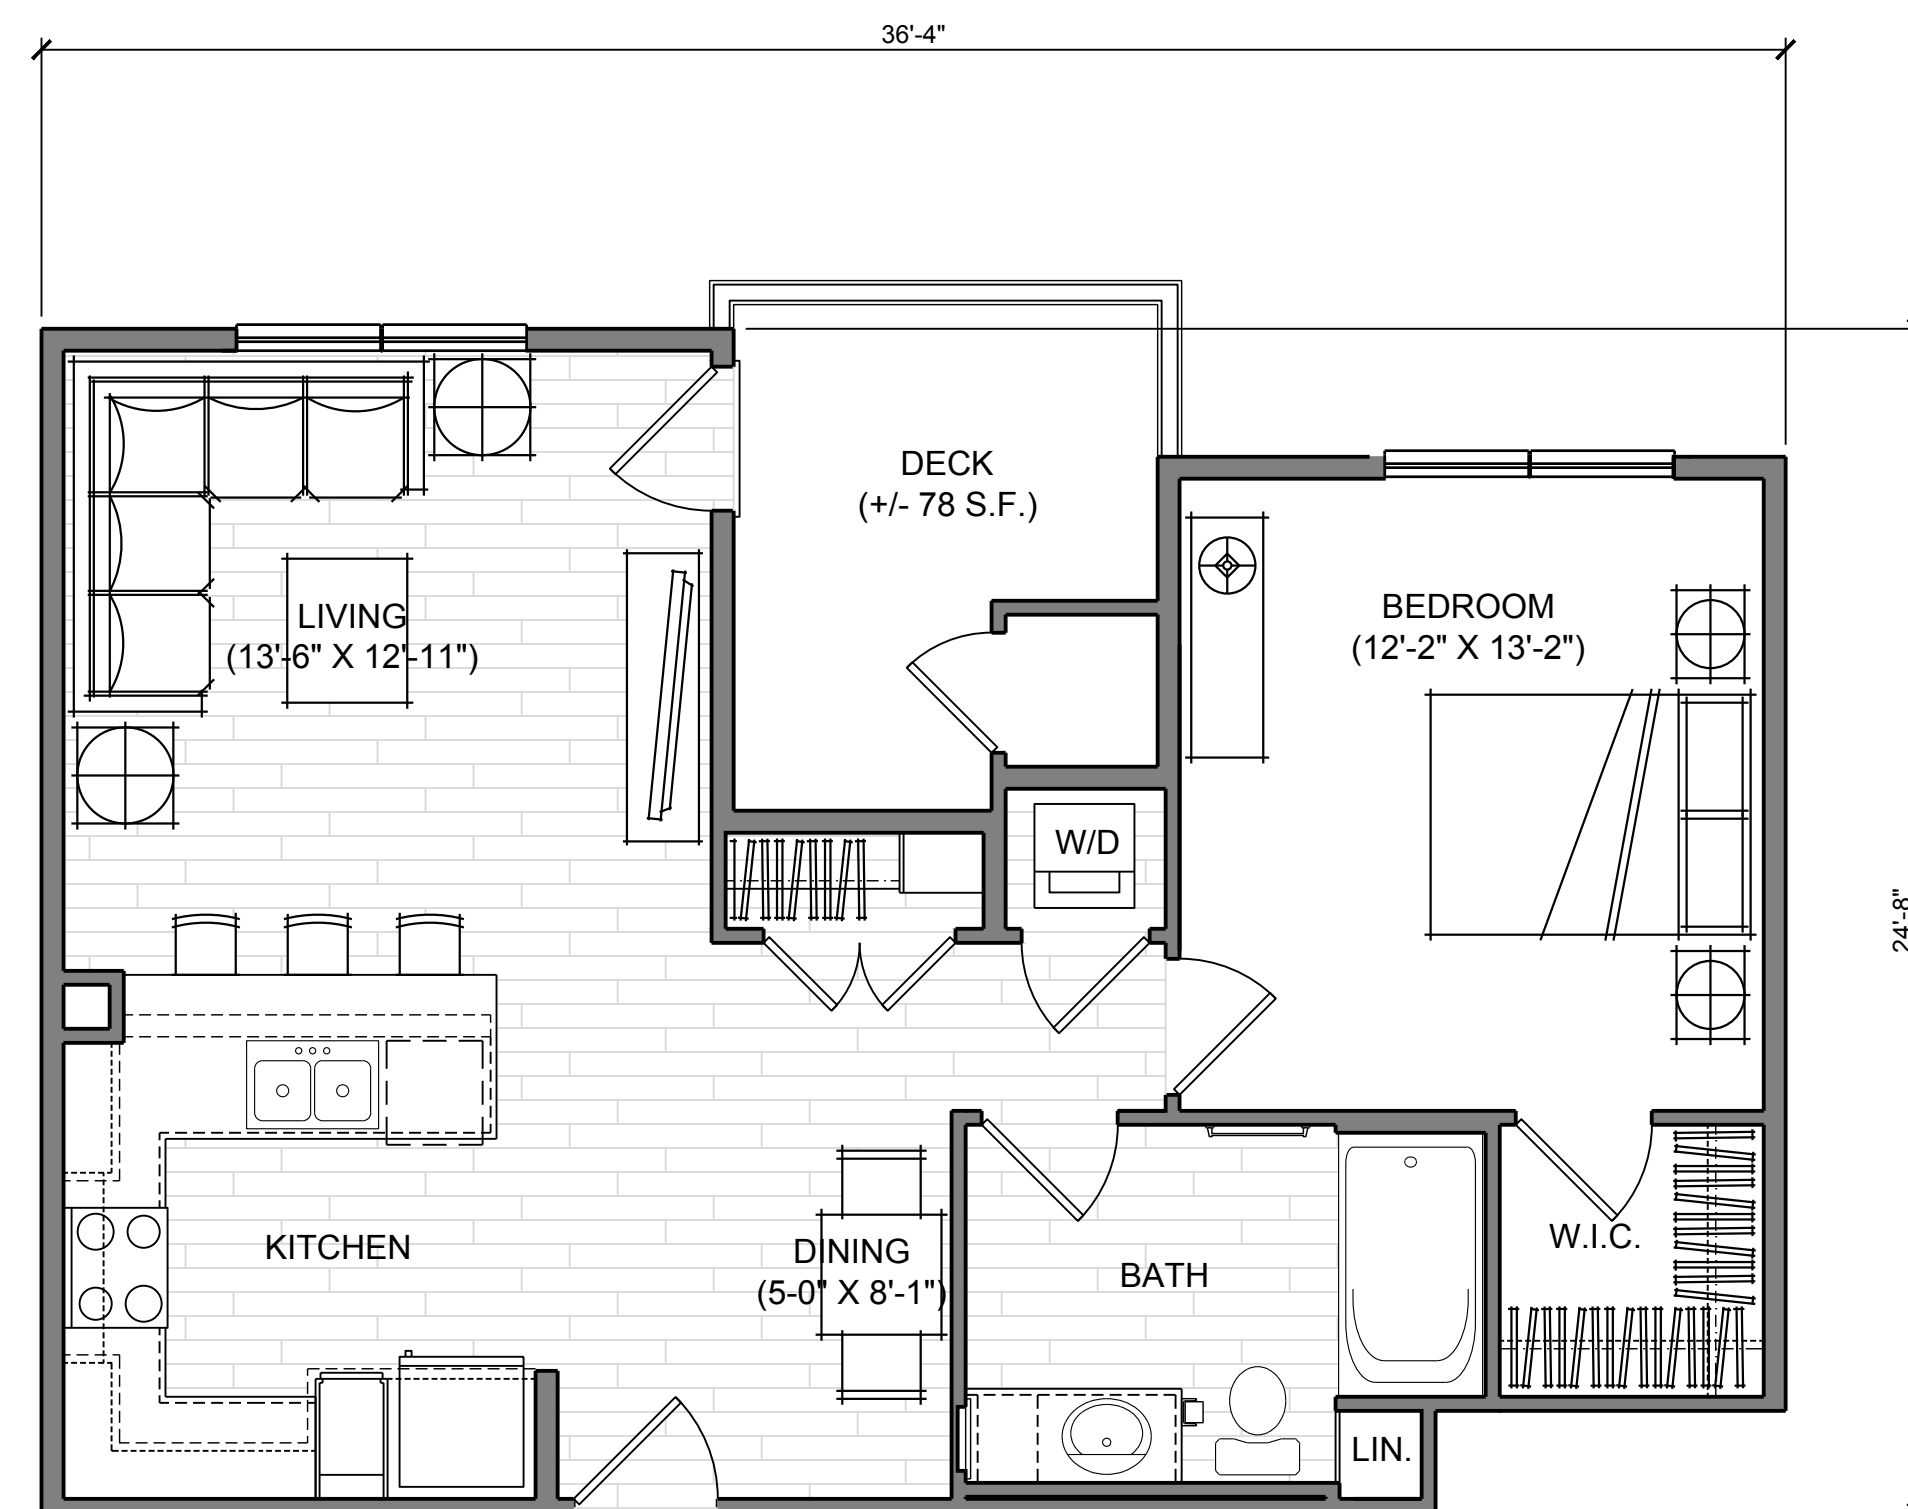 36'-4"
DECK
(+/- 78 S.F.)
LIVING
(13'-6" X 12'-11")
BEDROOM
(12'-2" X 13'-2")
W/D
24'-8"
KITCHEN
DINING
(5-0" X 8'-1")
BATH
W.I.C.
LIN.